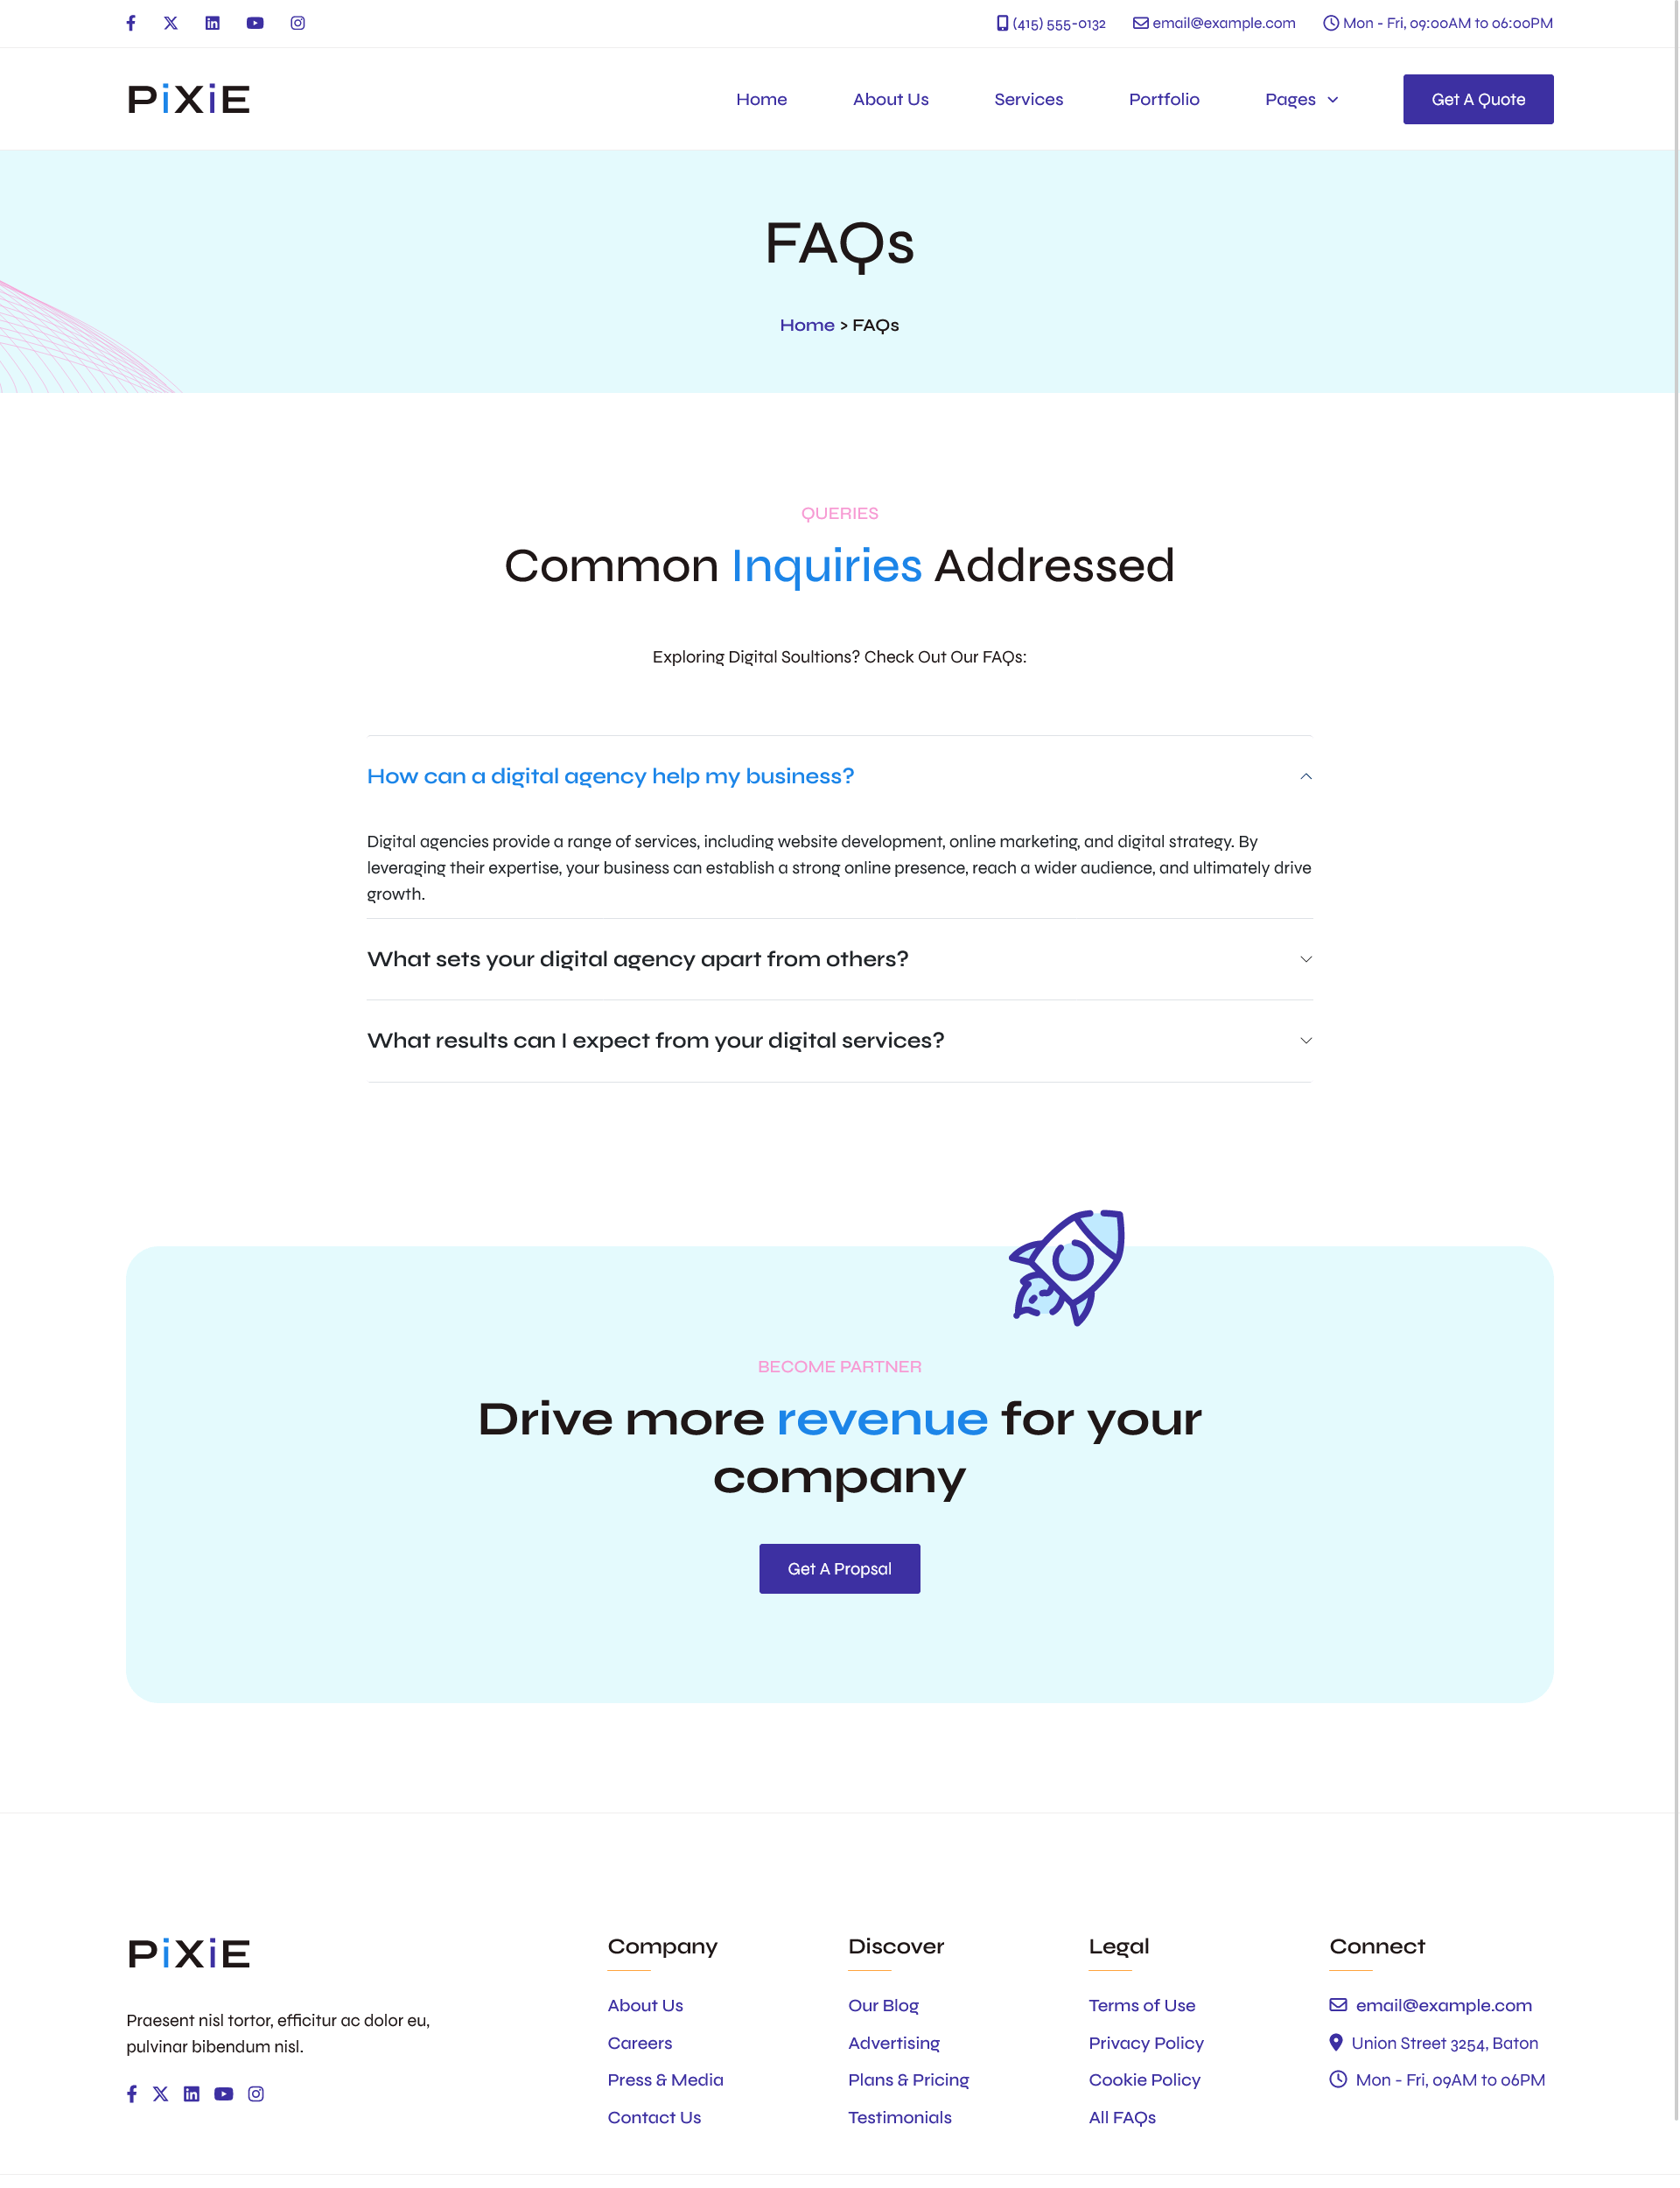 (415) 555-0132 email@example.com Mon - Fri, 09:00AM to 06:00PM
PiXiE Home About Us Services Portfolio Pages Get A Quote
FAQs
Home > FAQs
QUERIES
Common Inquiries Addressed
Exploring Digital Soultions? Check Out Our FAQs:
How can a digital agency help my business?
Digital agencies provide a range of services, including website development, online marketing, and digital strategy. By
leveraging their expertise, your business can establish a strong online presence, reach a wider audience, and ultimately drive
growth.
What sets your digital agency apart from others?
What results can I expect from your digital services?
BECOME PARTNER
Drive more revenue for your
company
Get A Propsal
PiXiE
Praesent nisl tortor, efficitur ac dolor eu,
pulvinar bibendum nisl.
Company
About Us
Careers
Press & Media
Contact Us
Discover
Our Blog
Advertising
Plans & Pricing
Testimonials
Legal
Terms of Use
Privacy Policy
Cookie Policy
All FAQs
Connect
email@example.com
Union Street 3254, Baton
Mon - Fri, 09AM to 06PM